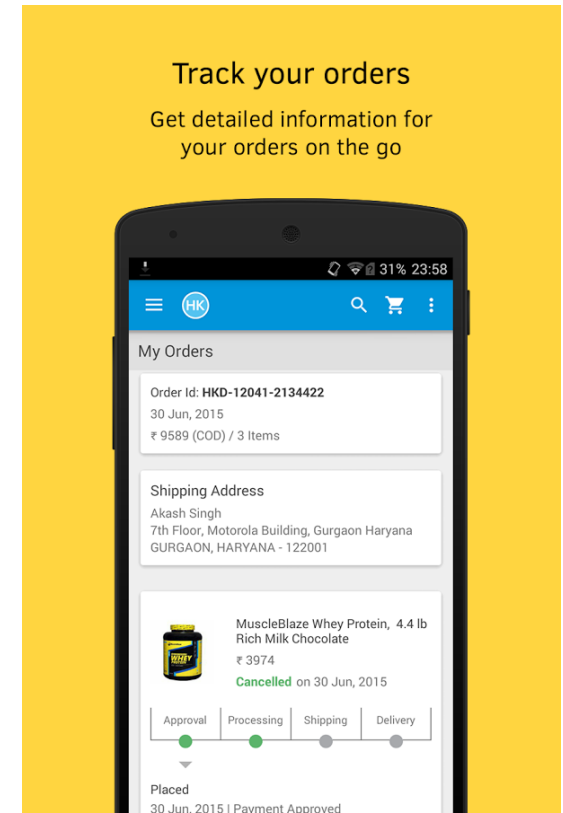 Track your orders
Get detailed information for
your orders on the go
31% 23:58
HK
My Orders
Order Id: HKD-12041-2134422
30 Jun, 2015
₹ 9589 (COD) / 3 Items
Shipping Address
Akash Singh
7th Floor, Motorola Building, Gurgaon Haryana
GURGAON, HARYANA - 122001
MuscleBlaze Whey Protein, 4.4 lb
Rich Milk Chocolate
WHEY
₹ 3974
Cancelled on 30 Jun, 2015
Approval Processing Shipping Delivery
Placed
30 Jun, 2015 | Payment Approved